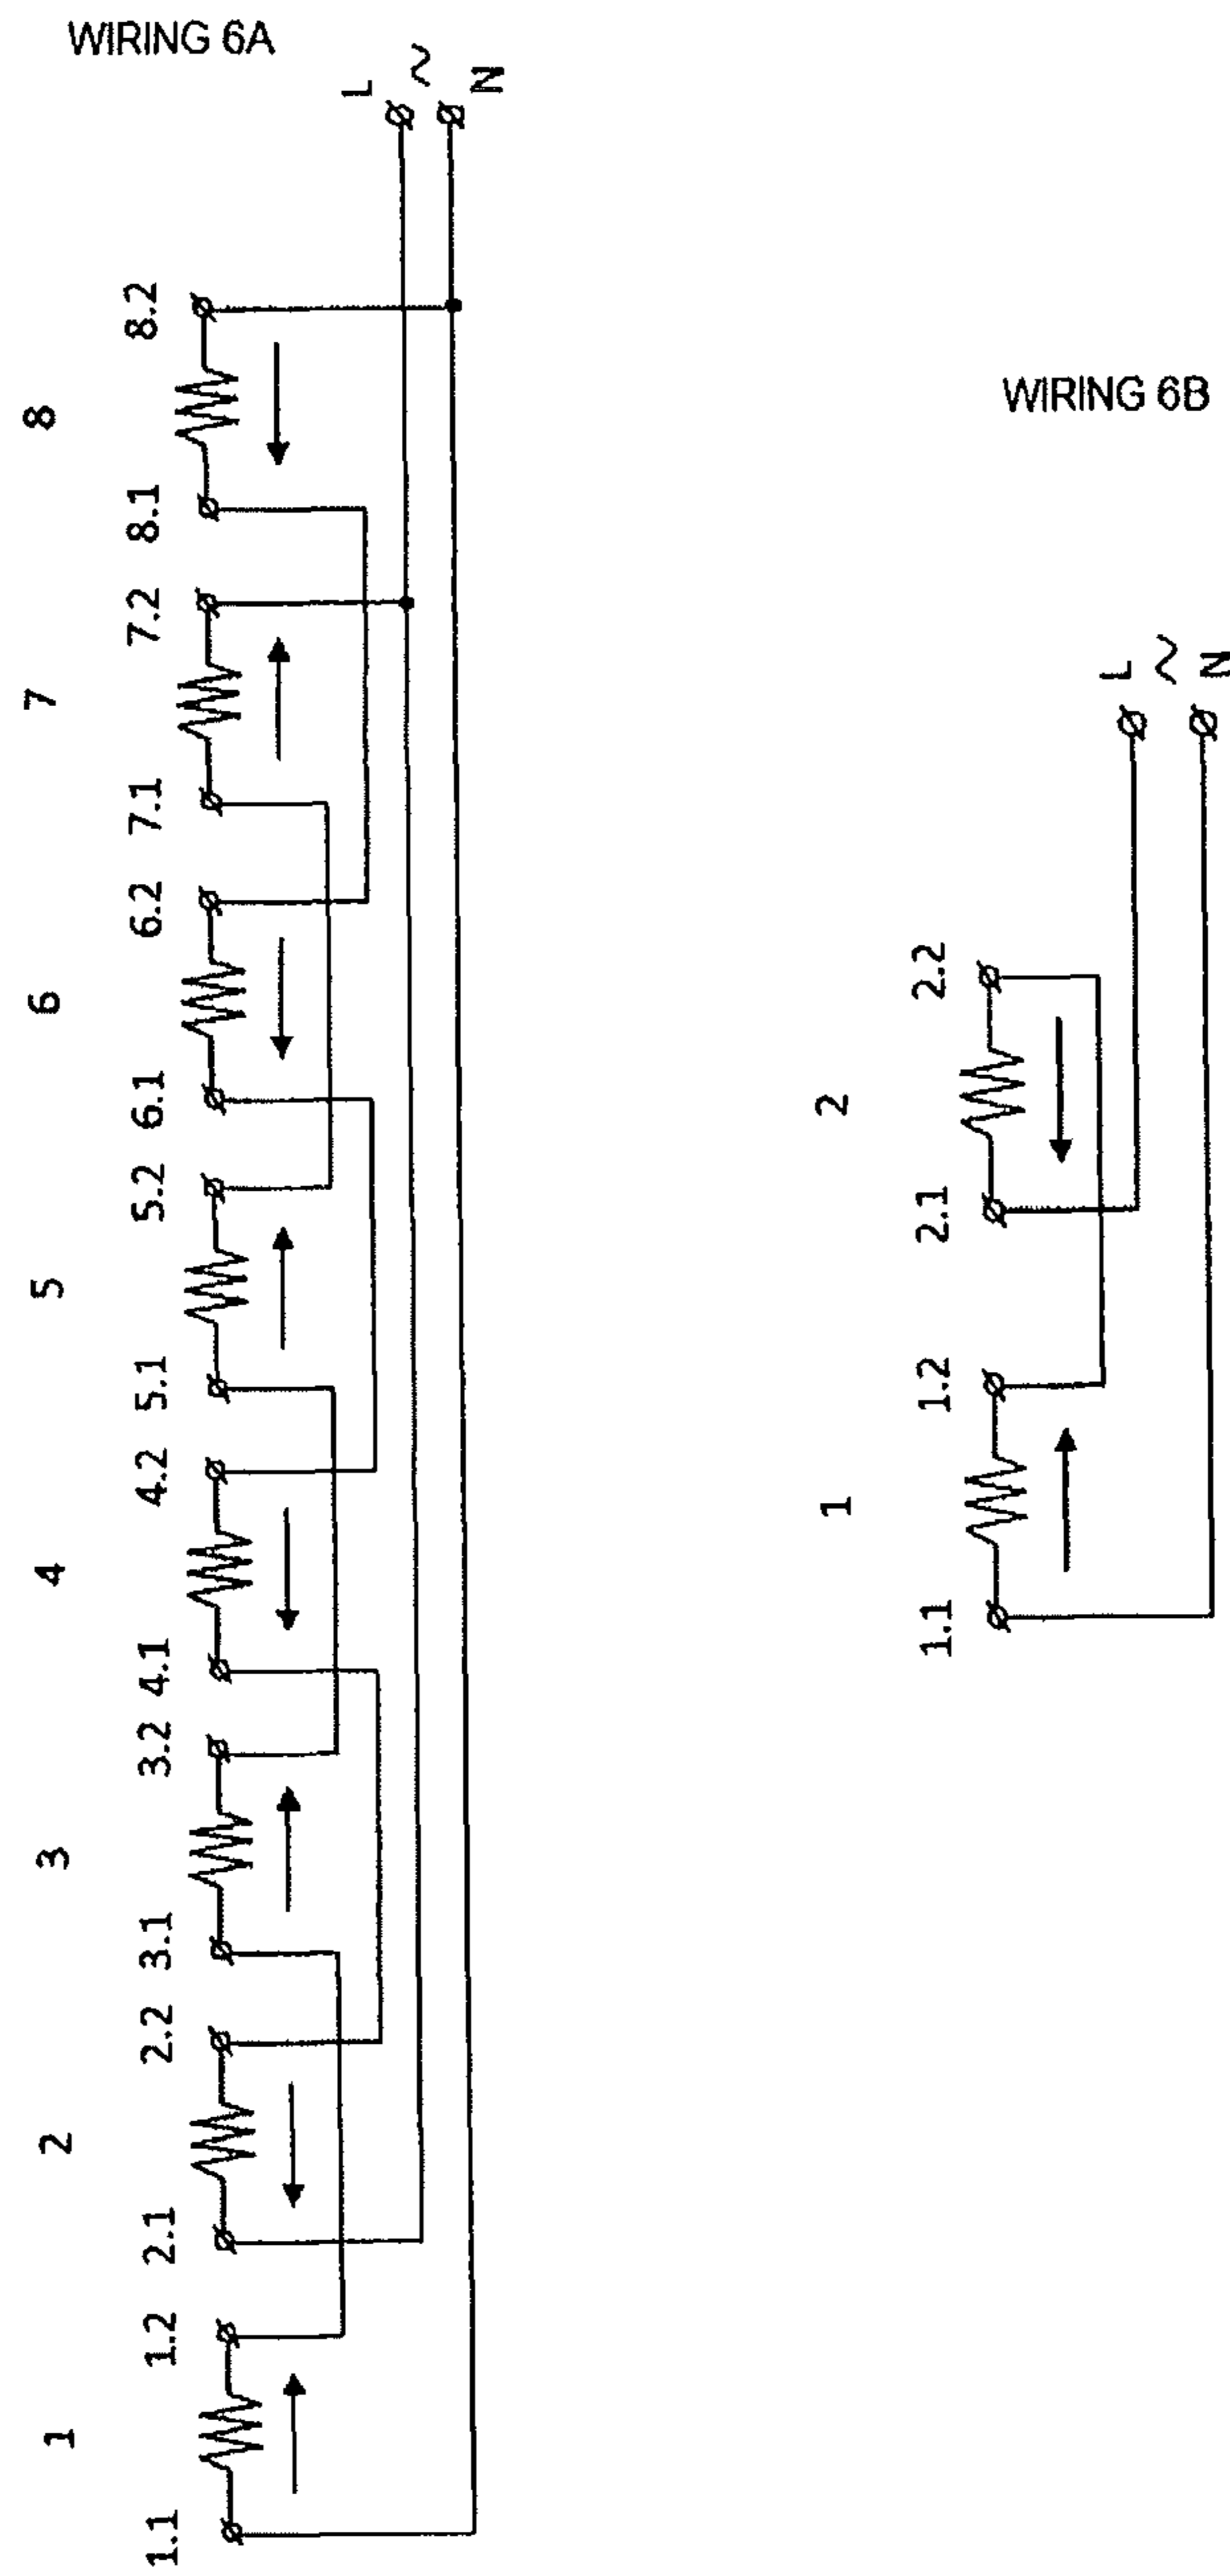 WIRING 6A
L ~ N
1 2 3 4 5 6 7 8
1.1 1.2 2.1 2.2 3.1 3.2 4.1 4.2 5.1 5.2 6.1 6.2 7.1 7.2 8.1 8.2
WIRING 6B
L ~ N
1 2
1.1 1.2 2.1 2.2